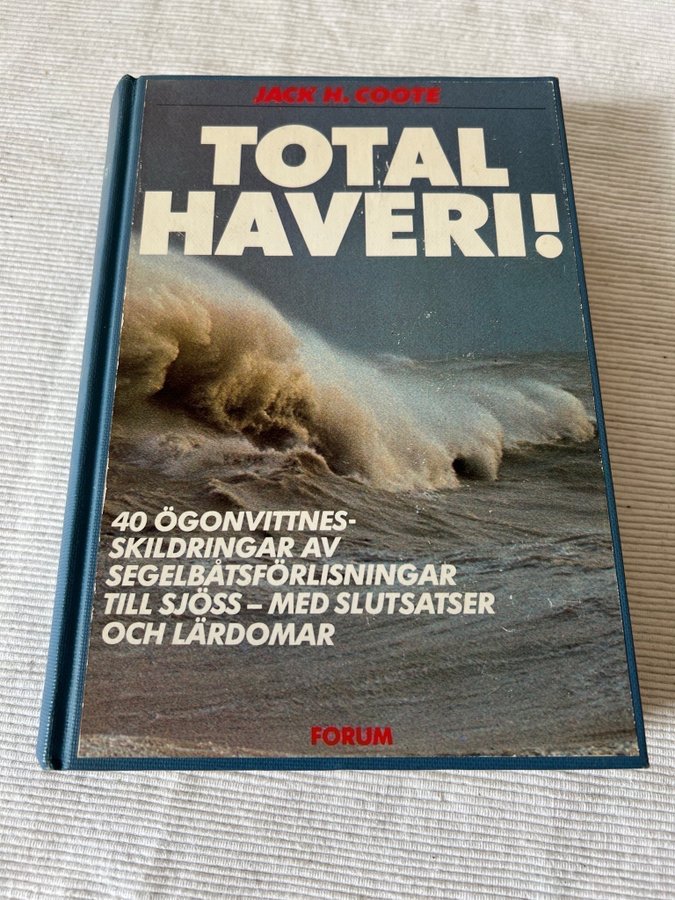 JACK H. COOTE
TOTAL
HAVERI!
40 ÖGONVITTNES-
SKILDRINGAR AV
SEGELBÅTSFÖRLISNINGAR
TILL SJÖSS – MED SLUTSATSER
OCH LÄRDOMAR
FORUM